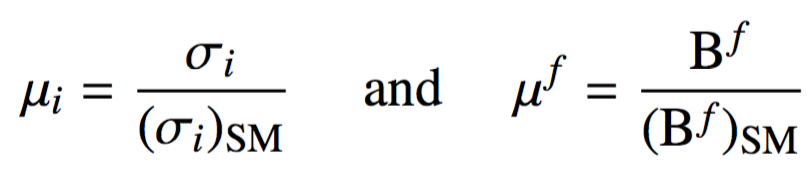 μ_i = σ_i / (σ_i)_SM and μ^f = B^f / (B^f)_SM